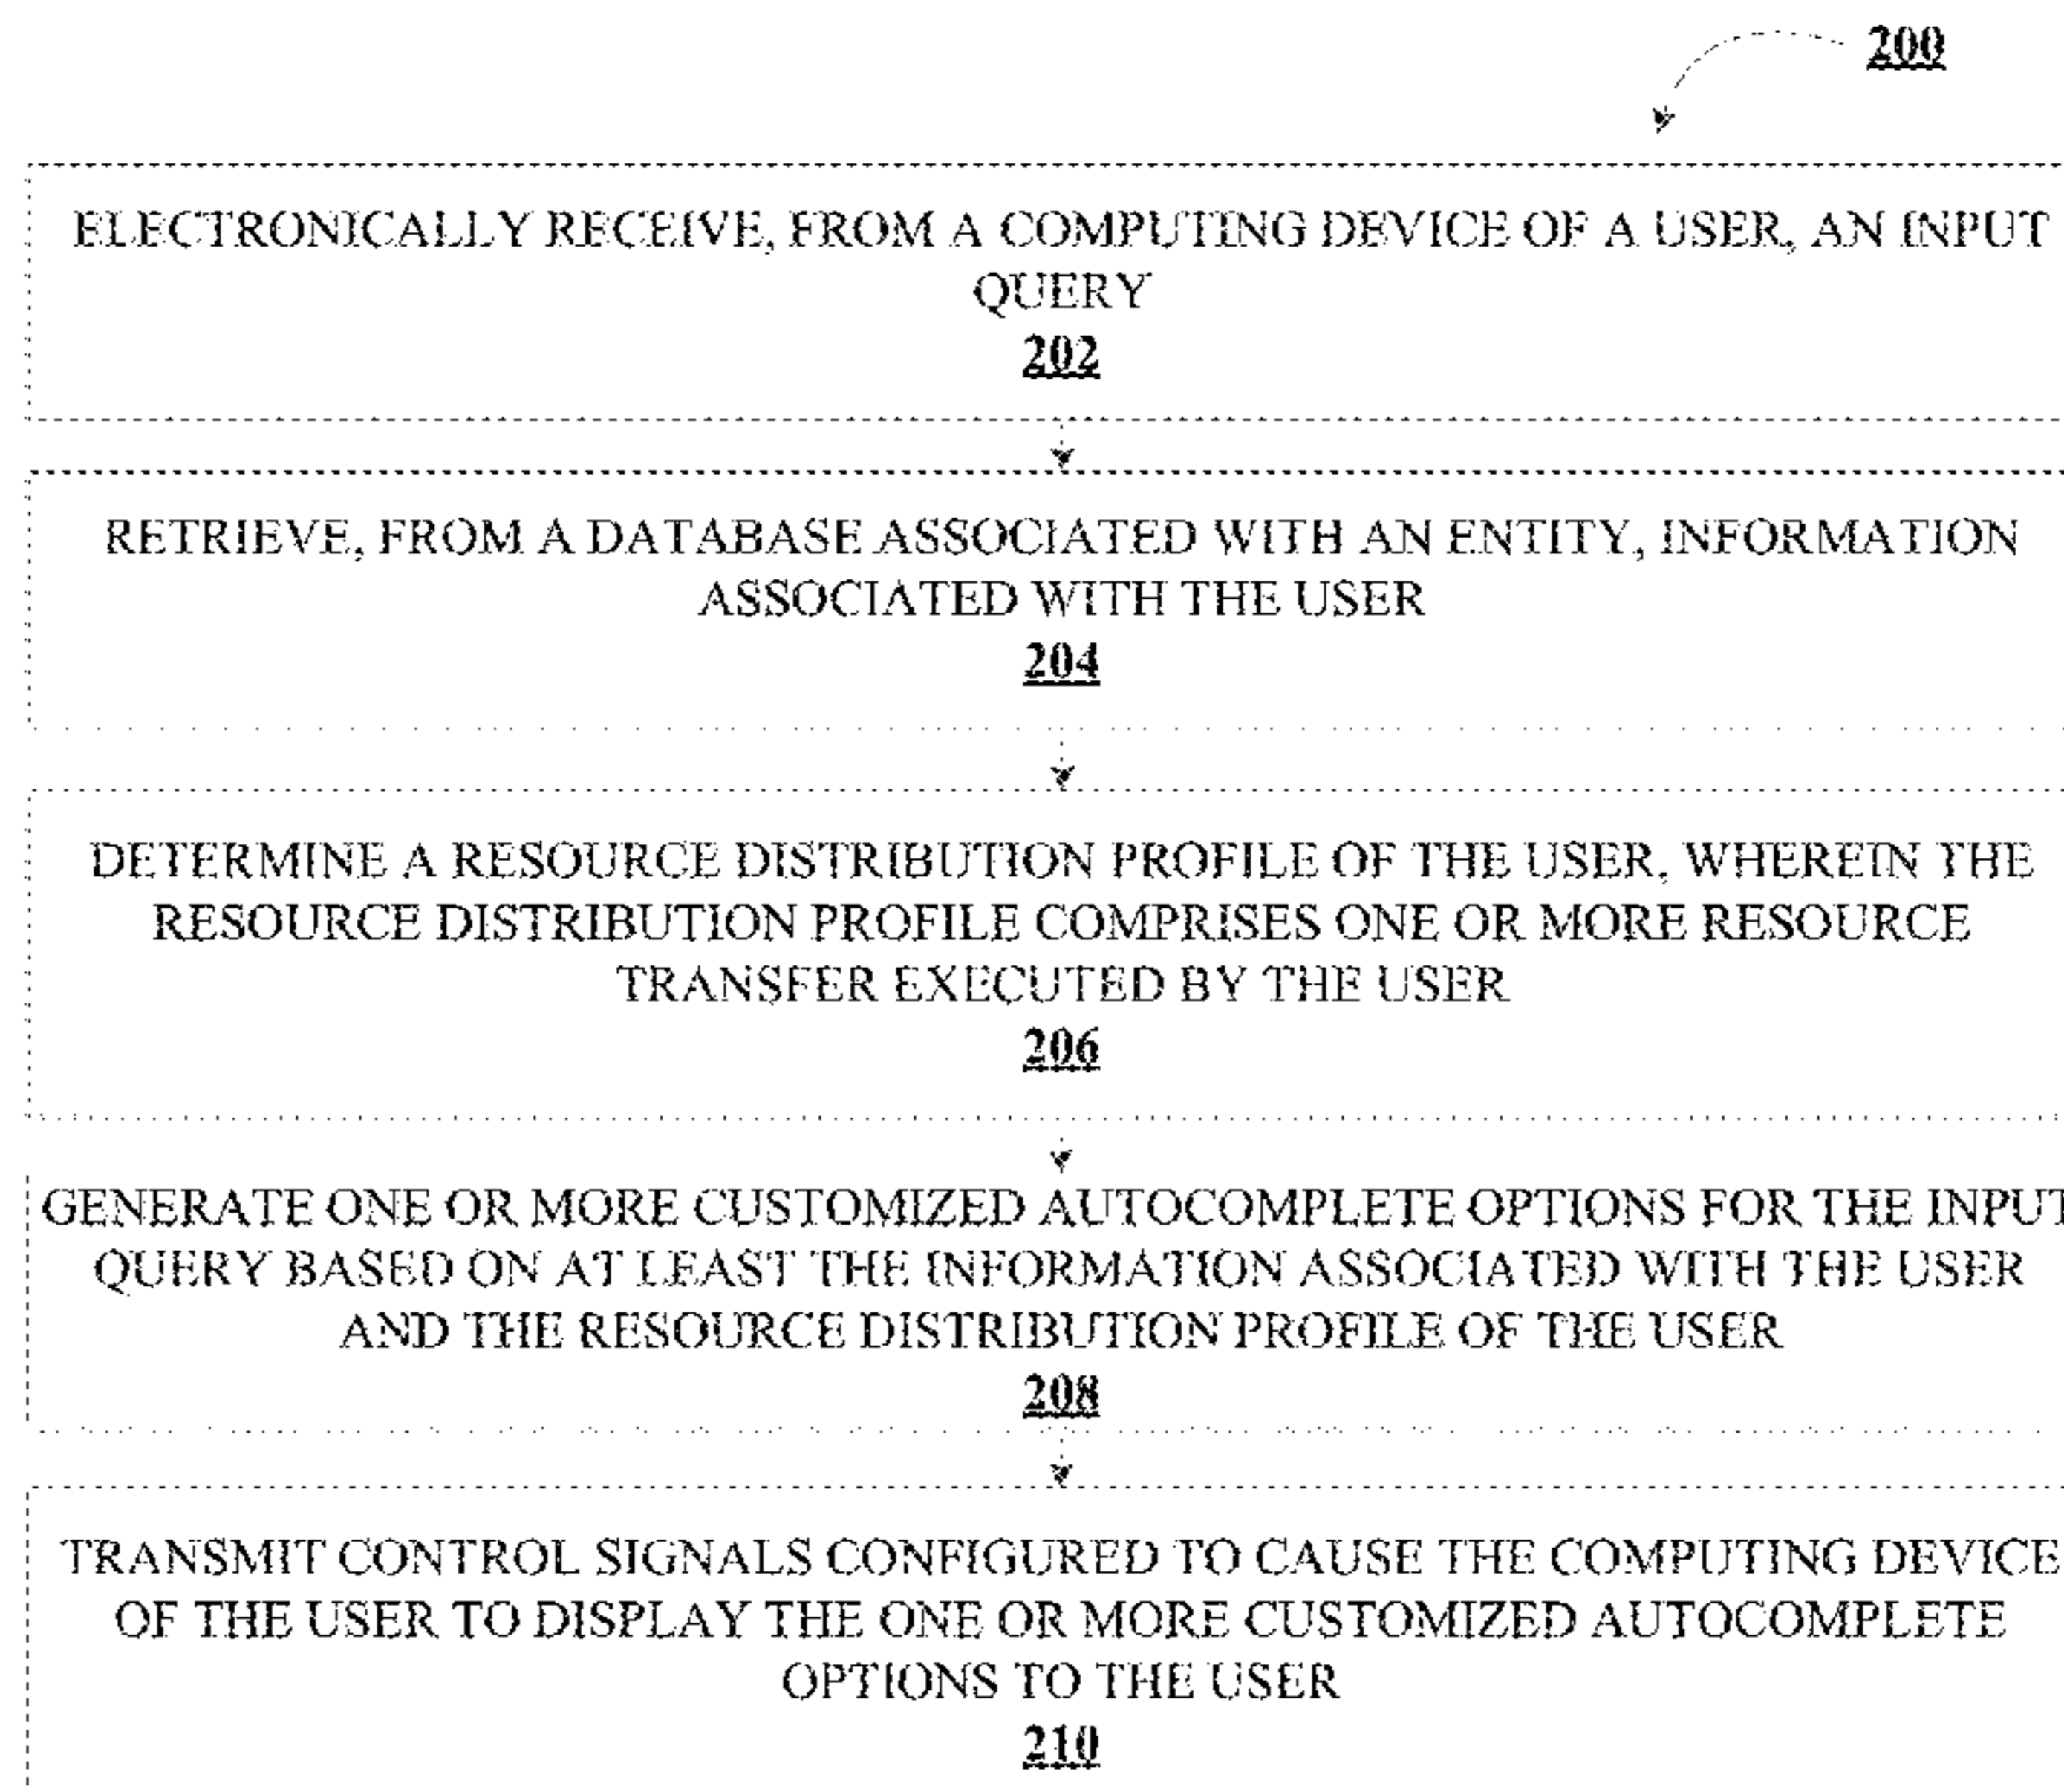 200
ELECTRONICALLY RECEIVE, FROM A COMPUTING DEVICE OF A USER, AN INPUT
QUERY
202
RETRIEVE, FROM A DATABASE ASSOCIATED WITH AN ENTITY, INFORMATION
ASSOCIATED WITH THE USER
204
DETERMINE A RESOURCE DISTRIBUTION PROFILE OF THE USER, WHEREIN THE
RESOURCE DISTRIBUTION PROFILE COMPRISES ONE OR MORE RESOURCE
TRANSFER EXECUTED BY THE USER
206
GENERATE ONE OR MORE CUSTOMIZED AUTOCOMPLETE OPTIONS FOR THE INPUT
QUERY BASED ON AT LEAST THE INFORMATION ASSOCIATED WITH THE USER
AND THE RESOURCE DISTRIBUTION PROFILE OF THE USER
208
TRANSMIT CONTROL SIGNALS CONFIGURED TO CAUSE THE COMPUTING DEVICE
OF THE USER TO DISPLAY THE ONE OR MORE CUSTOMIZED AUTOCOMPLETE
OPTIONS TO THE USER
210